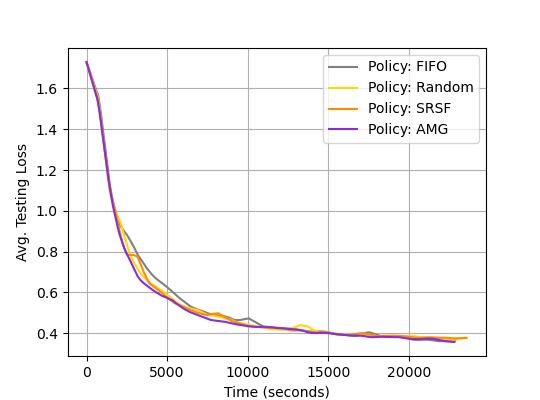 Policy: FIFO
Policy: Random
Policy: SRSF
Policy: AMG
Avg. Testing Loss
1.6
1.4
1.2
1.0
0.8
0.6
0.4
0 5000 10000 15000 20000
Time (seconds)